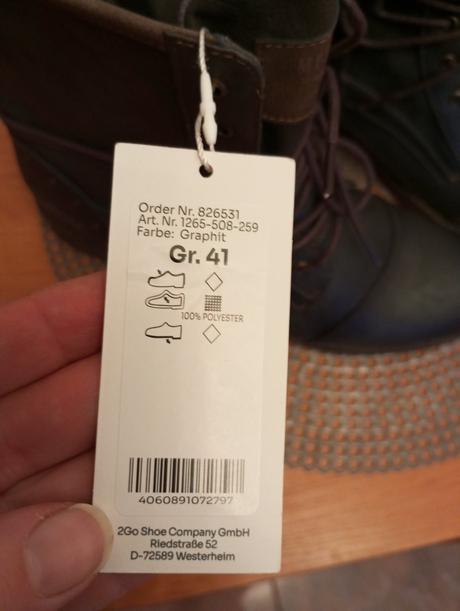 Order Nr. 826531
Art. Nr. 1265-508-259
Farbe: Graphit
Gr. 41
100% POLYESTER
4060891072797
2Go Shoe Company GmbH
Riedstraße 52
D-72589 Westerheim